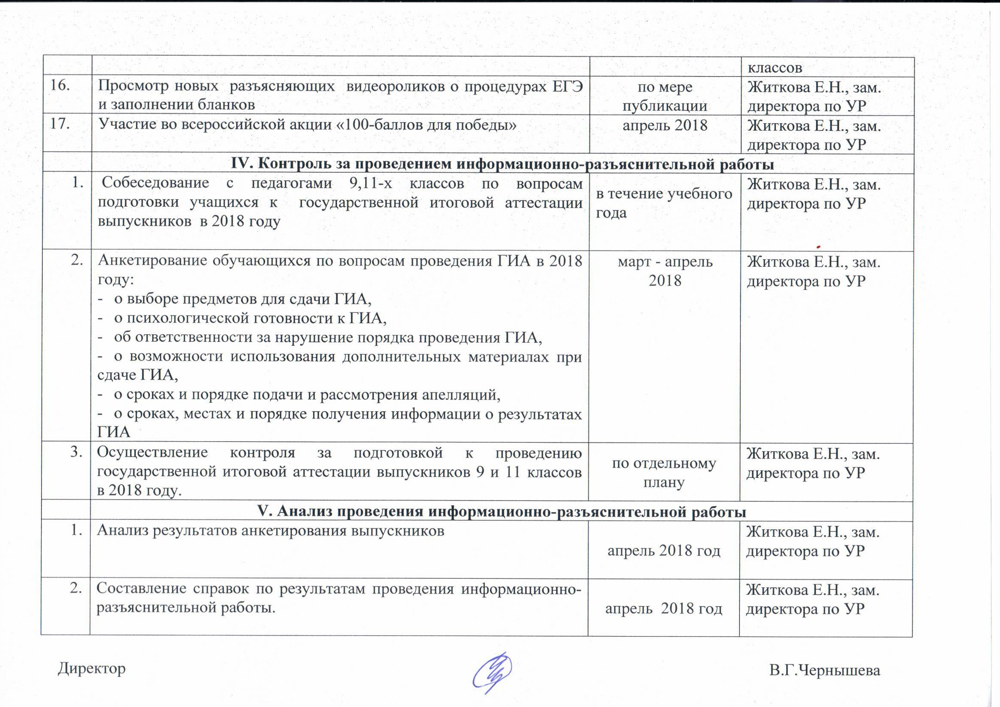 классов
16.
Просмотр новых разъясняющих видеороликов о процедурах ЕГЭ
и заполнении бланков
по мере
публикации
Житкова Е.Н., зам.
директора по УР
17.
Участие во всероссийской акции «100-баллов для победы»
апрель 2018
Житкова Е.Н., зам.
директора по УР
IV. Контроль за проведением информационно-разъяснительной работы
1.
Собеседование с педагогами 9,11-х классов по вопросам
подготовки учащихся к государственной итоговой аттестации
выпускников в 2018 году
в течение учебного
года
Житкова Е.Н., зам.
директора по УР
2.
Анкетирование обучающихся по вопросам проведения ГИА в 2018
году:
- о выборе предметов для сдачи ГИА,
- о психологической готовности к ГИА,
- об ответственности за нарушение порядка проведения ГИА,
- о возможности использования дополнительных материалах при
сдаче ГИА,
- о сроках и порядке подачи и рассмотрения апелляций,
- о сроках, местах и порядке получения информации о результатах
ГИА
март - апрель
2018
Житкова Е.Н., зам.
директора по УР
3.
Осуществление контроля за подготовкой к проведению
государственной итоговой аттестации выпускников 9 и 11 классов
в 2018 году.
по отдельному
плану
Житкова Е.Н., зам.
директора по УР
V. Анализ проведения информационно-разъяснительной работы
1.
Анализ результатов анкетирования выпускников
апрель 2018 год
Житкова Е.Н., зам.
директора по УР
2.
Составление справок по результатам проведения информационно-
разъяснительной работы.
апрель 2018 год
Житкова Е.Н., зам.
директора по УР
Директор
В.Г.Чернышева